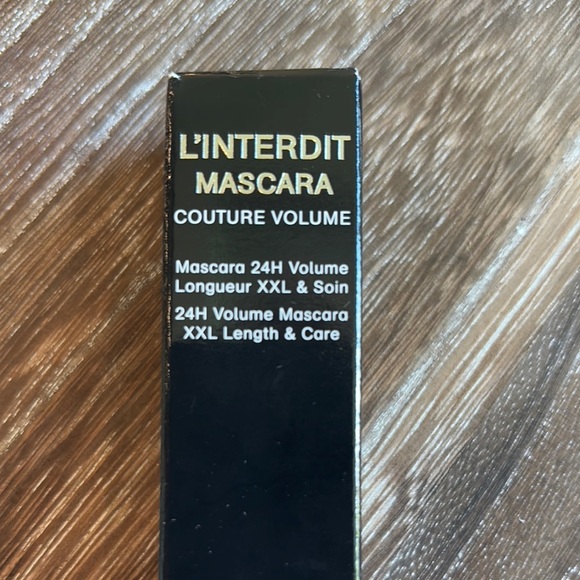 L'INTERDIT
MASCARA
COUTURE VOLUME
Mascara 24H Volume
Longueur XXL & Soin
24H Volume Mascara
XXL Length & Care